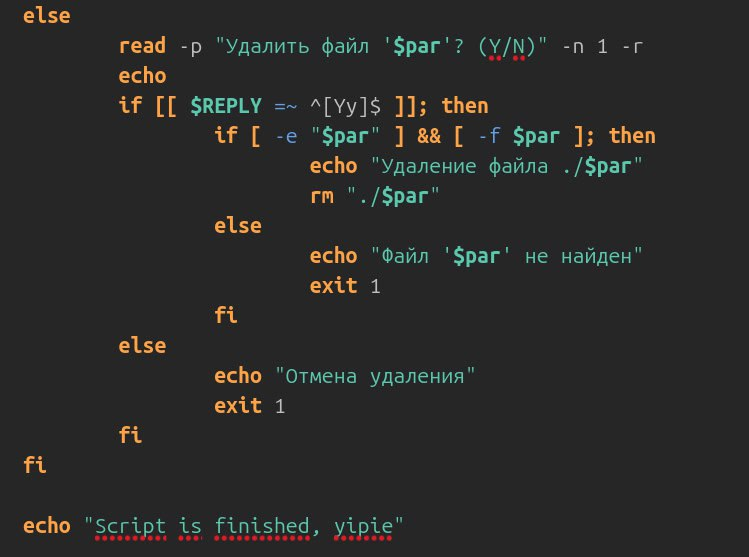 else
read -p "Удалить файл '$par'? (Y/N)" -n 1 -r
echo
if [[ $REPLY =~ ^[Yy]$ ]]; then
if [ -e "$par" ] && [ -f $par ]; then
echo "Удаление файла ./$par"
rm "./$par"
else
echo "Файл '$par' не найден"
exit 1
fi
else
echo "Отмена удаления"
exit 1
fi
fi
echo "Script is finished, yipie"